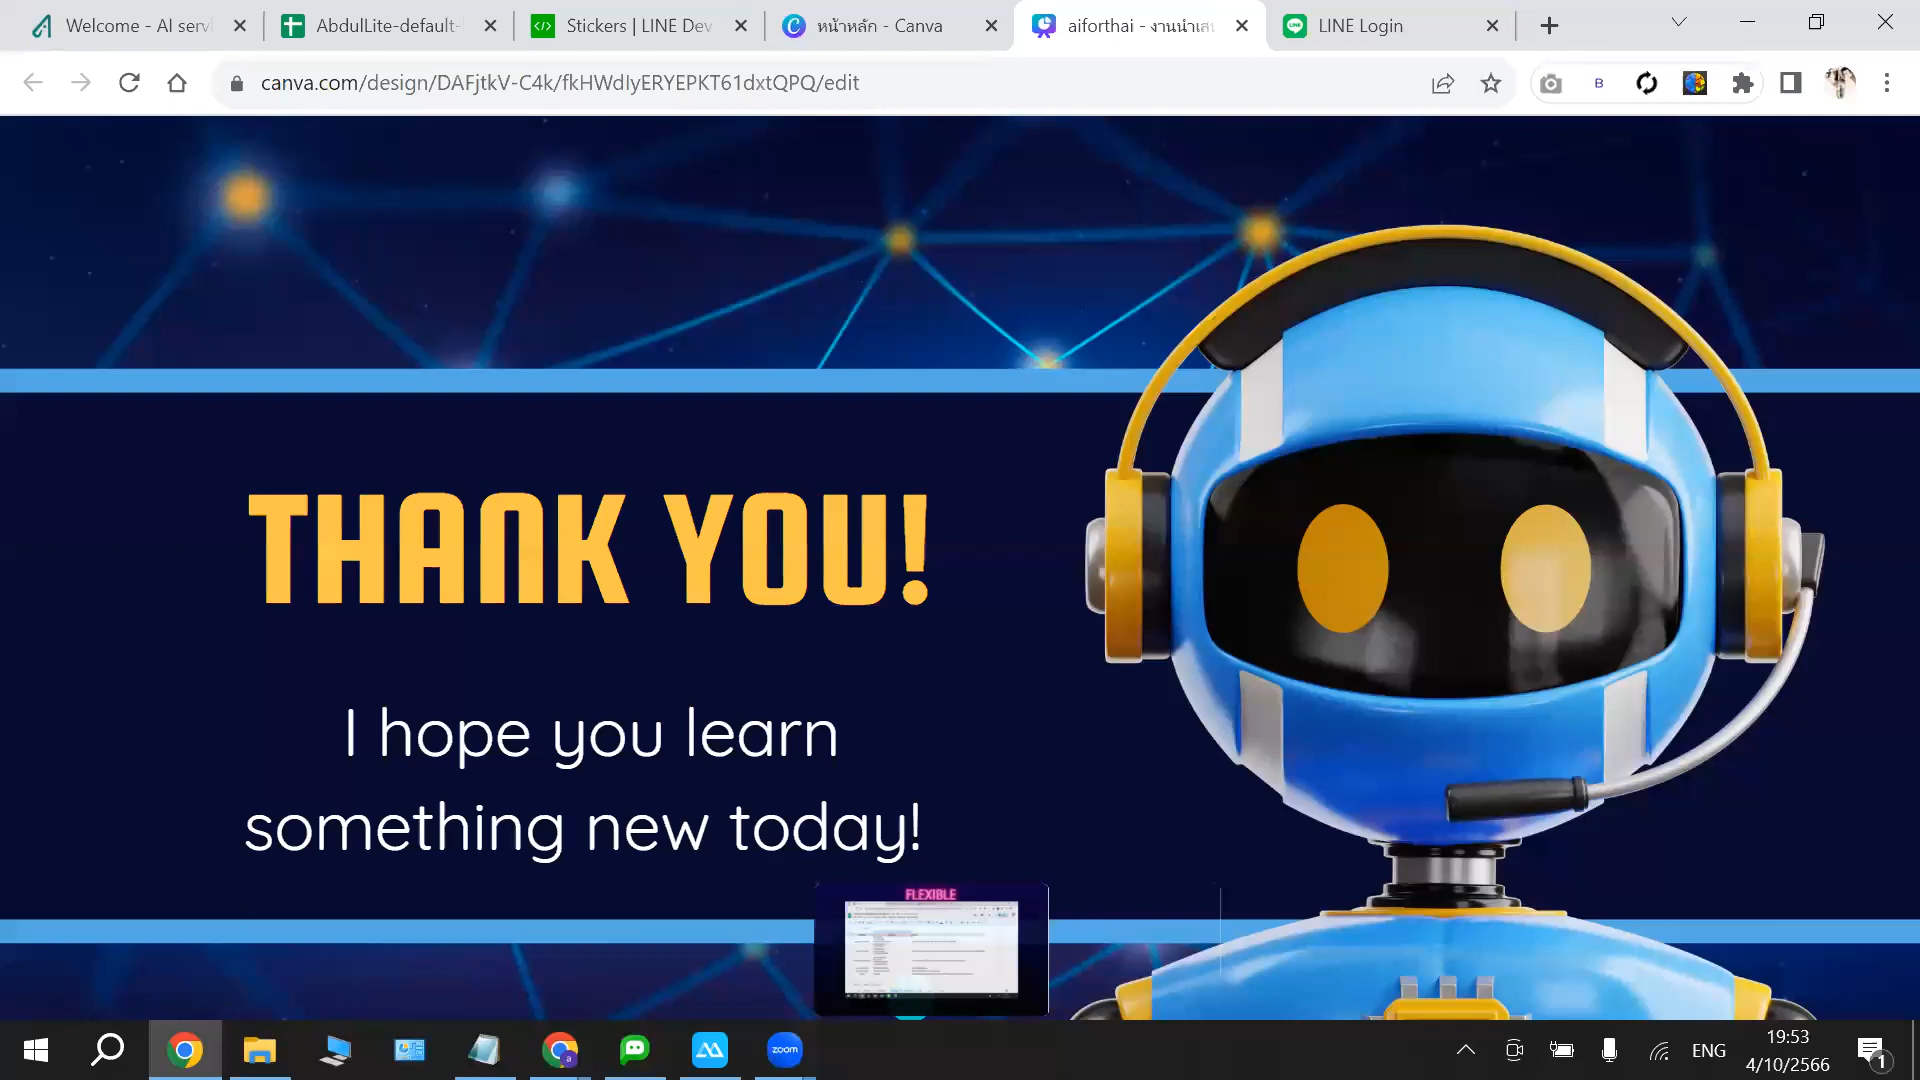 Welcome - AI serv
AbdulLite-default-
Stickers | LINE Dev
หน้าหลัก - Canva
aiforthai - งานนำเส
LINE Login
canva.com/design/DAFjtkV-C4k/fkHWdIyERYEPKT61dxtQPQ/edit
THANK YOU!
I hope you learn
something new today!
FLEXIBLE
zoom
ENG
19:53
4/10/2566
1